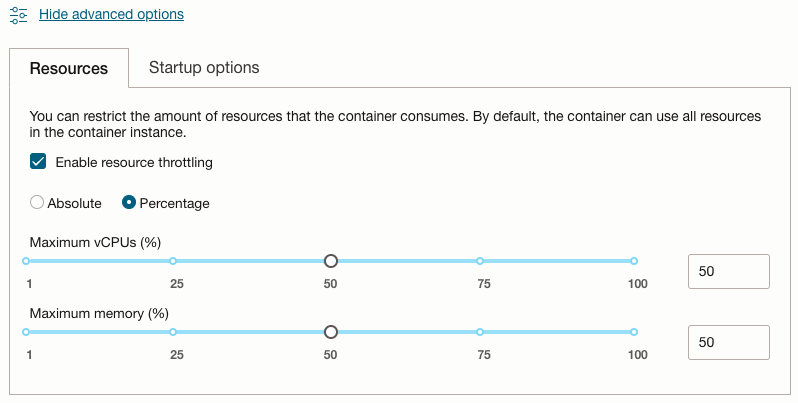 Hide advanced options
Resources
Startup options
You can restrict the amount of resources that the container consumes. By default, the container can use all resources
in the container instance.
Enable resource throttling
Absolute
Percentage
Maximum vCPUs (%)
1 25 50 75 100
50
Maximum memory (%)
1 25 50 75 100
50